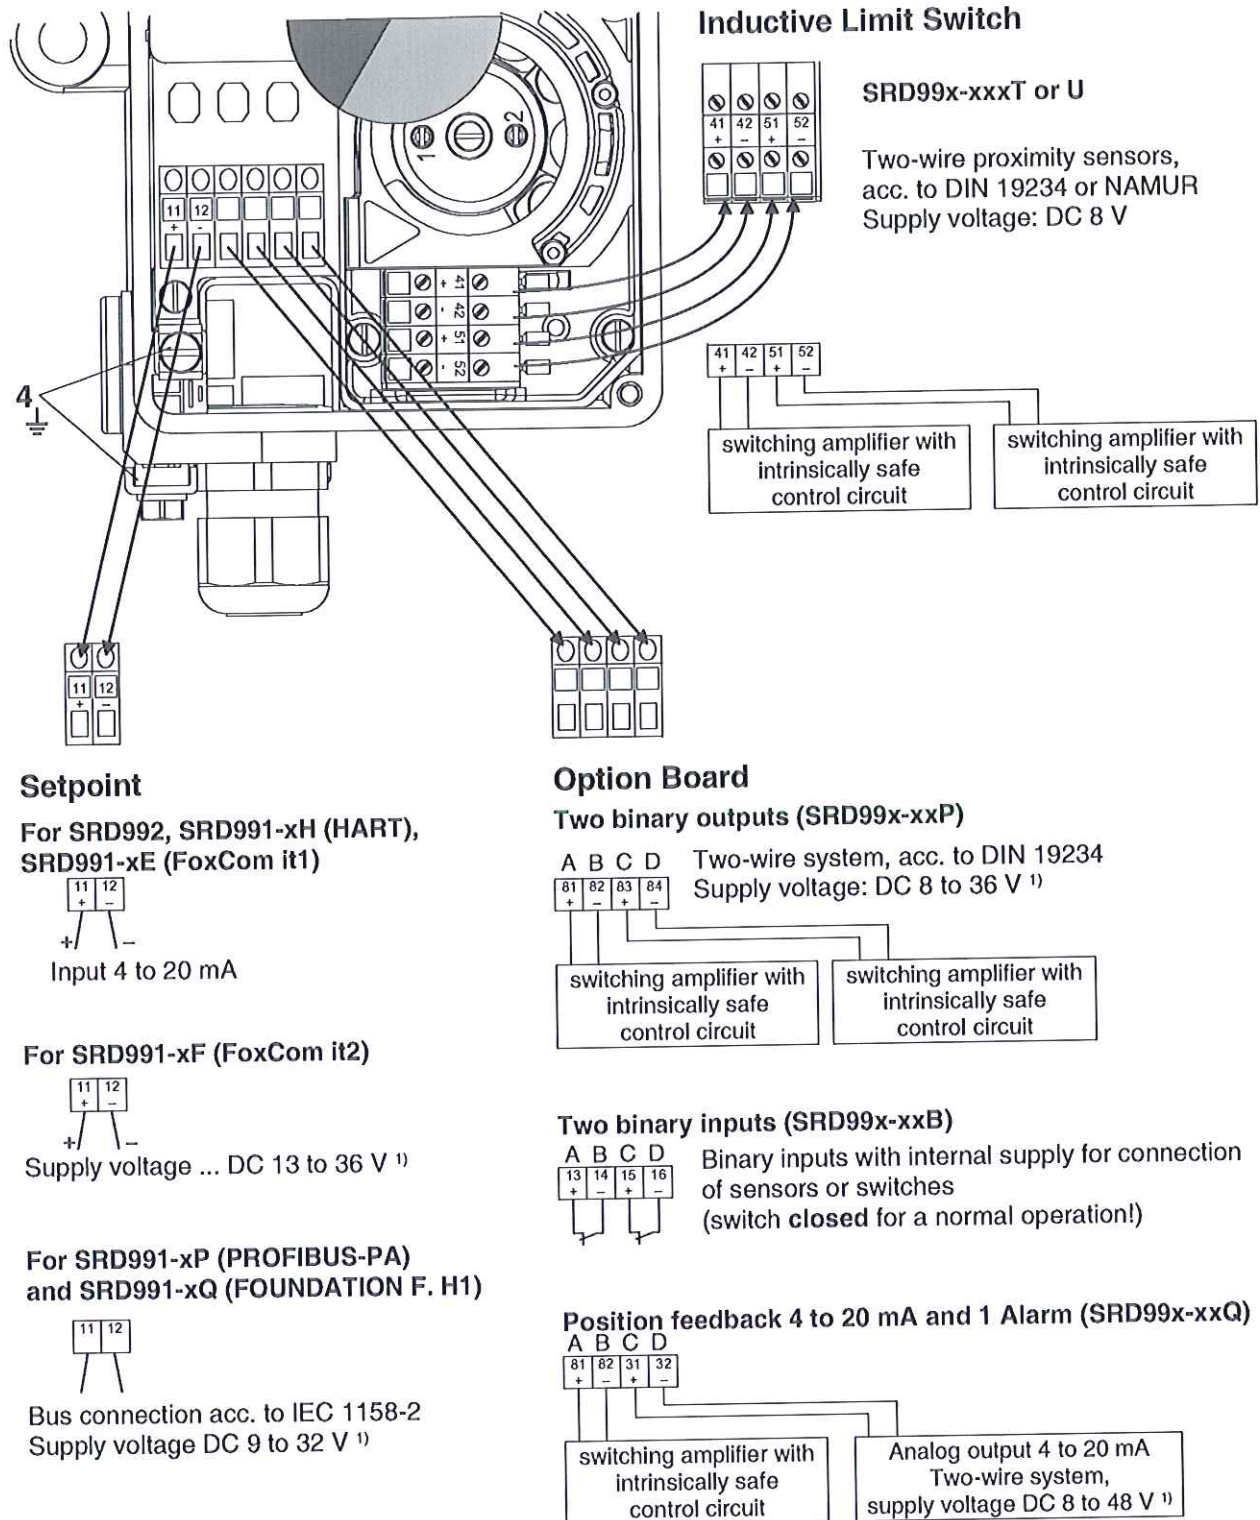 Inductive Limit Switch
SRD99x-xxxT or U
41 42 51 52
+ – + –
Two-wire proximity sensors,
acc. to DIN 19234 or NAMUR
Supply voltage: DC 8 V
1 2
11 12
+ -
+ 41
- 42
+ 51
- 52
41 42 51 52
+ – + –
switching amplifier with
intrinsically safe
control circuit
switching amplifier with
intrinsically safe
control circuit
4
11 12
+ –
Setpoint
For SRD992, SRD991-xH (HART),
SRD991-xE (FoxCom it1)
11 12
+ –
+ –
Input 4 to 20 mA
For SRD991-xF (FoxCom it2)
11 12
+ –
+ –
Supply voltage ... DC 13 to 36 V 1)
For SRD991-xP (PROFIBUS-PA)
and SRD991-xQ (FOUNDATION F. H1)
11 12
Bus connection acc. to IEC 1158-2
Supply voltage DC 9 to 32 V 1)
Option Board
Two binary outputs (SRD99x-xxP)
A B C D
81 82 83 84
+ – + –
Two-wire system, acc. to DIN 19234
Supply voltage: DC 8 to 36 V 1)
switching amplifier with
intrinsically safe
control circuit
switching amplifier with
intrinsically safe
control circuit
Two binary inputs (SRD99x-xxB)
A B C D
13 14 15 16
+ – + –
Binary inputs with internal supply for connection
of sensors or switches
(switch closed for a normal operation!)
Position feedback 4 to 20 mA and 1 Alarm (SRD99x-xxQ)
A B C D
81 82 31 32
+ – + –
switching amplifier with
intrinsically safe
control circuit
Analog output 4 to 20 mA
Two-wire system,
supply voltage DC 8 to 48 V 1)